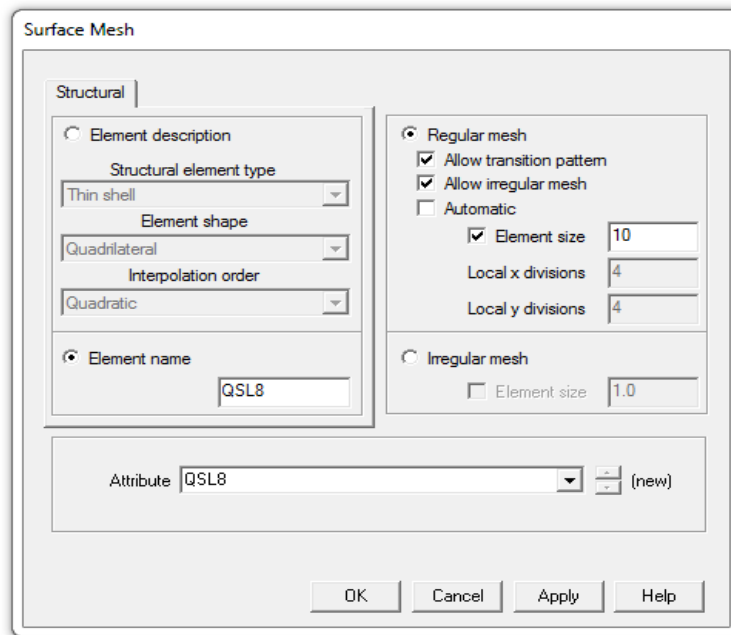 Surface Mesh
Structural
Element description
Structural element type
Thin shell
Element shape
Quadrilateral
Interpolation order
Quadratic
Element name
QSL8
Regular mesh
Allow transition pattern
Allow irregular mesh
Automatic
Element size 10
Local x divisions 4
Local y divisions 4
Irregular mesh
Element size 1.0
Attribute QSL8 (new)
OK Cancel Apply Help